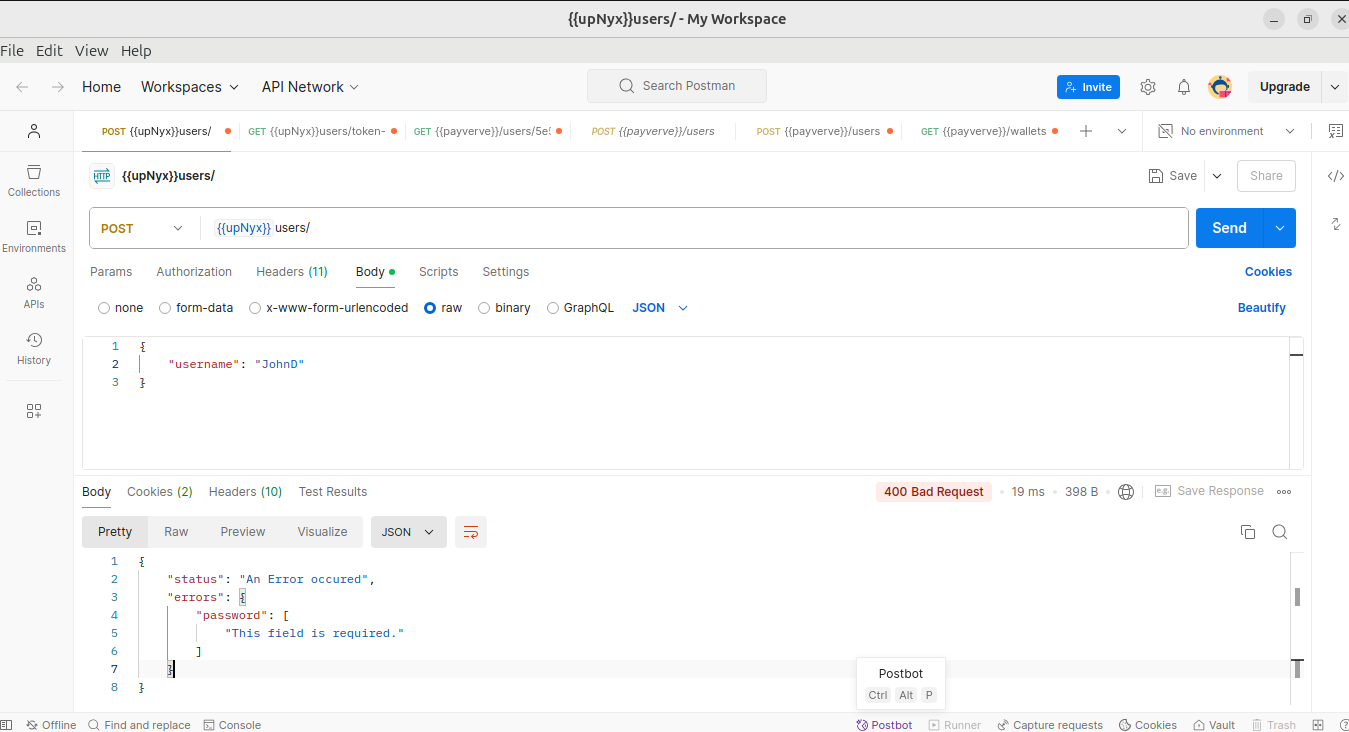 {{upNyx}}users/ - My Workspace
File Edit View Help
Home Workspaces API Network Search Postman Invite Upgrade
POST {{upNyx}}users/ GET {{upNyx}}users/token- GET {{payverve}}/users/5e5 POST {{payverve}}/users POST {{payverve}}/users GET {{payverve}}/wallets No environment
HTTP {{upNyx}}users/ Save Share
Collections
Environments
APIs
History
POST {{upNyx}} users/ Send
Params Authorization Headers (11) Body Scripts Settings Cookies
none form-data x-www-form-urlencoded raw binary GraphQL JSON Beautify
1 {
2 "username": "JohnD"
3 }
Body Cookies (2) Headers (10) Test Results 400 Bad Request 19 ms 398 B e.g. Save Response
Pretty Raw Preview Visualize JSON
1 {
2 "status": "An Error occured",
3 "errors": {
4 "password": [
5 "This field is required."
6 ]
7 }
8 }
Postbot
Ctrl Alt P
Offline Find and replace Console Postbot Runner Capture requests Cookies Vault Trash